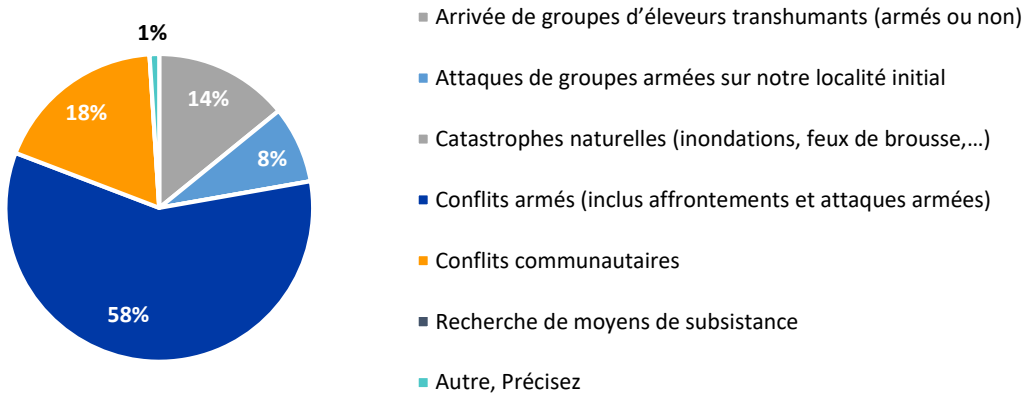 Arrivée de groupes d’éleveurs transhumants (armés ou non)
1%
14%
18%
8%
58%
Attaques de groupes armées sur notre localité initial
Catastrophes naturelles (inondations, feux de brousse,…)
Conflits armés (inclus affrontements et attaques armées)
Conflits communautaires
Recherche de moyens de subsistance
Autre, Précisez